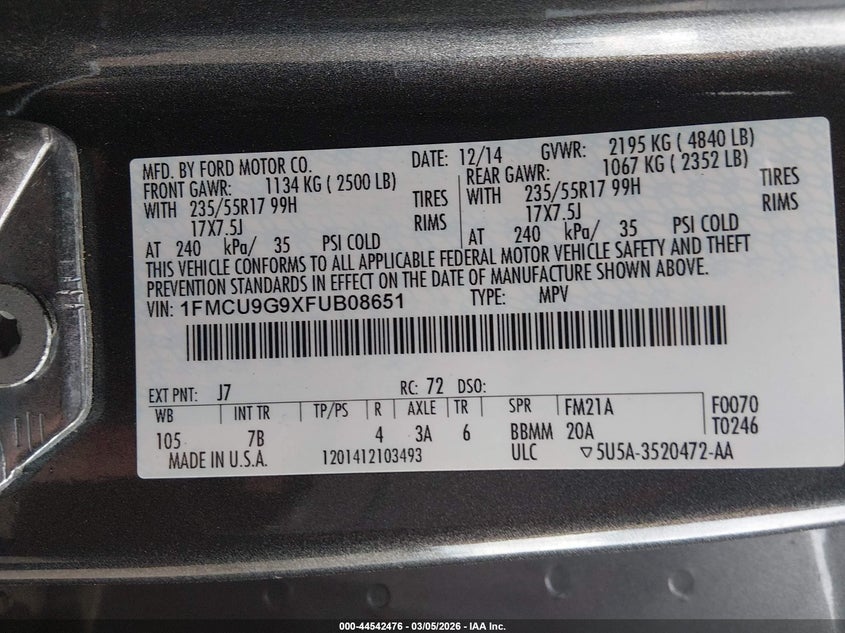 MFD. BY FORD MOTOR CO. DATE: 12/14 GVWR: 2195 KG ( 4840 LB)
FRONT GAWR: 1134 KG ( 2500 LB) REAR GAWR: 1067 KG ( 2352 LB)
WITH 235/55R17 99H TIRES WITH 235/55R17 99H TIRES
17X7.5J RIMS 17X7.5J RIMS
AT 240 kPa/ 35 PSI COLD AT 240 kPa/ 35 PSI COLD
THIS VEHICLE CONFORMS TO ALL APPLICABLE FEDERAL MOTOR VEHICLE SAFETY AND THEFT
PREVENTION STANDARDS IN EFFECT ON THE DATE OF MANUFACTURE SHOWN ABOVE.
VIN: 1FMCU9G9XFUB08651 TYPE: MPV
EXT PNT: J7 RC: 72 DSO:
WB INT TR TP/PS R AXLE TR SPR FM21A F0070
105 7B 4 3A 6 BBMM 20A T0246
MADE IN U.S.A. 1201412103493 ULC ▽5U5A-3520472-AA
000-44542476 — 03/05/2026 — IAA Inc.